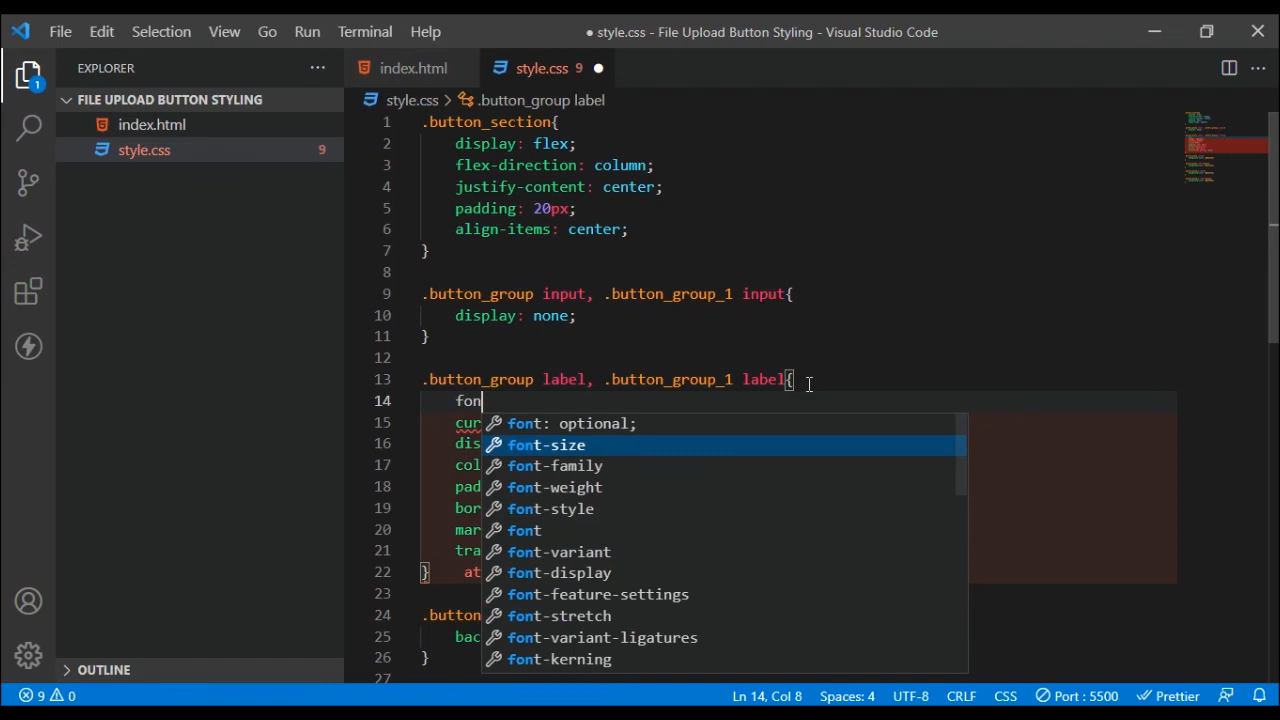 File Edit Selection View Go Run Terminal Help ● style.css - File Upload Button Styling - Visual Studio Code
EXPLORER ···
1
FILE UPLOAD BUTTON STYLING
index.html
style.css 9
OUTLINE
index.html style.css 9 ●
style.css > .button_group label
1 .button_section{
2 display: flex;
3 flex-direction: column;
4 justify-content: center;
5 padding: 20px;
6 align-items: center;
7 }
8
9 .button_group input, .button_group_1 input{
10 display: none;
11 }
12
13 .button_group label, .button_group_1 label{
14 fon
15 cur
16 dis
17 col
18 pad
19 bor
20 mar
21 tra
22 } at
23
24 .button
25 bac
26 }
27
font: optional;
font-size
font-family
font-weight
font-style
font
font-variant
font-display
font-feature-settings
font-stretch
font-variant-ligatures
font-kerning
9 0 Ln 14, Col 8 Spaces: 4 UTF-8 CRLF CSS Port : 5500 Prettier